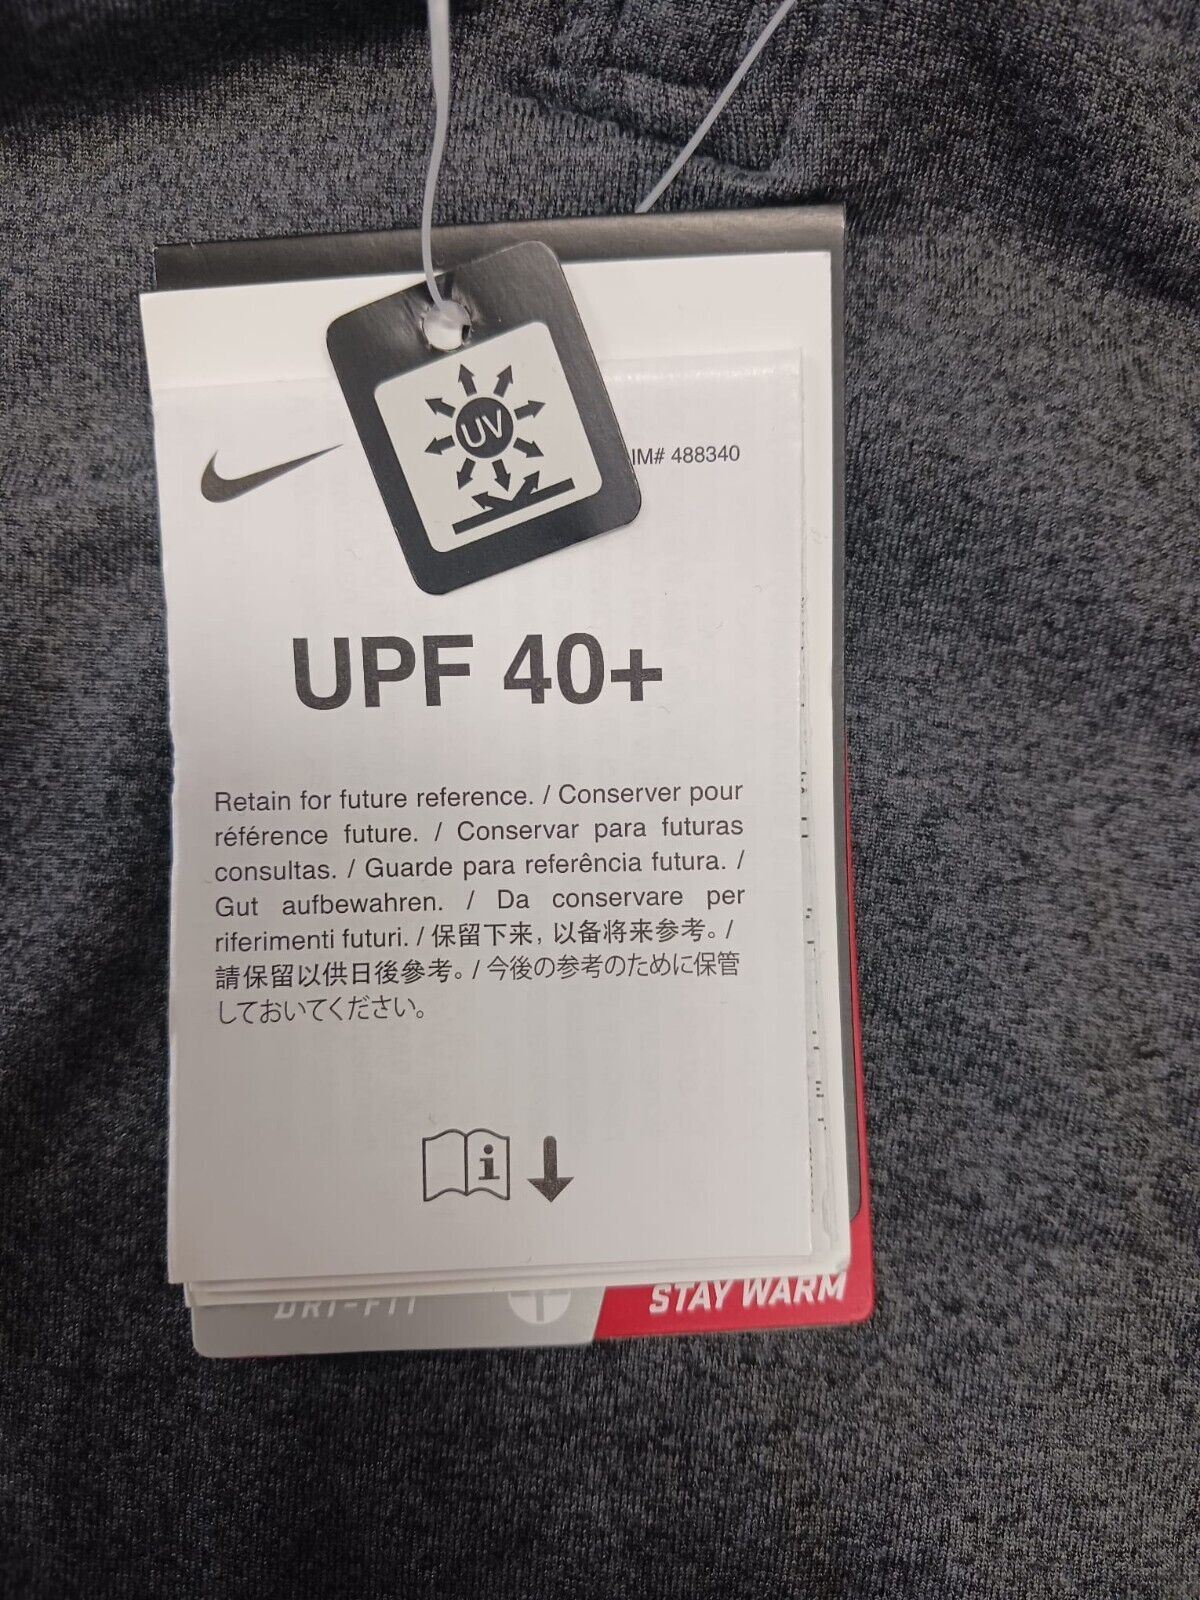 UV
IM# 488340
UPF 40+
Retain for future reference. / Conserver pour
référence future. / Conservar para futuras
consultas. / Guarde para referência futura. /
Gut aufbewahren. / Da conservare per
riferimenti futuri. / 保留下来，以备将来参考。/
請保留以供日後參考。/ 今後の参考のために保管
しておいてください。
i
DRI-FIT
STAY WARM